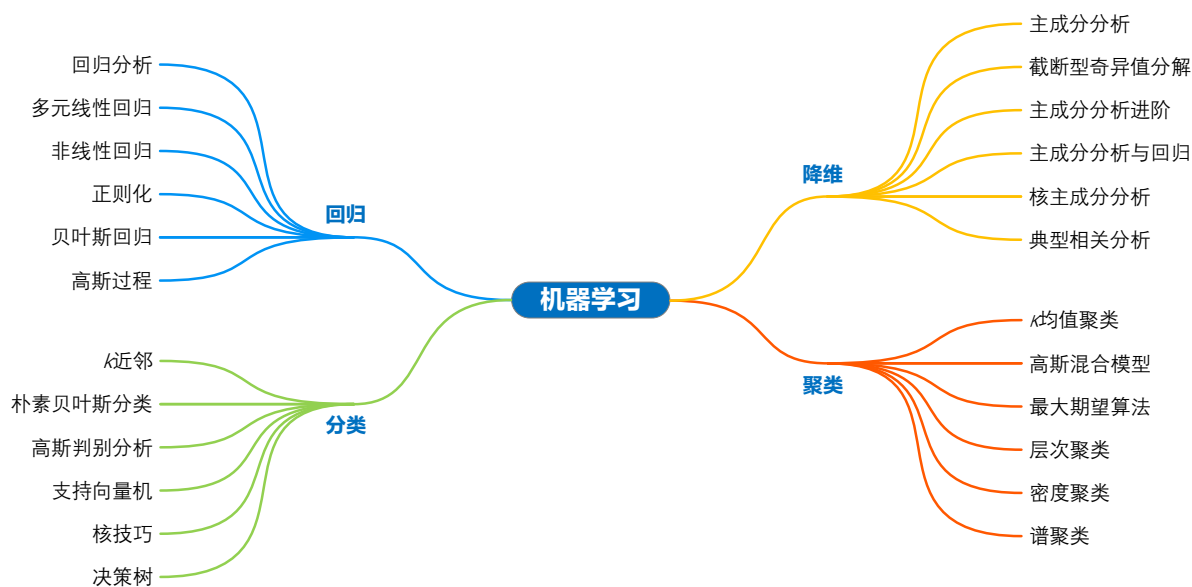 机器学习
回归
回归分析
多元线性回归
非线性回归
正则化
贝叶斯回归
高斯过程
分类
k近邻
朴素贝叶斯分类
高斯判别分析
支持向量机
核技巧
决策树
降维
主成分分析
截断型奇异值分解
主成分分析进阶
主成分分析与回归
核主成分分析
典型相关分析
聚类
k均值聚类
高斯混合模型
最大期望算法
层次聚类
密度聚类
谱聚类